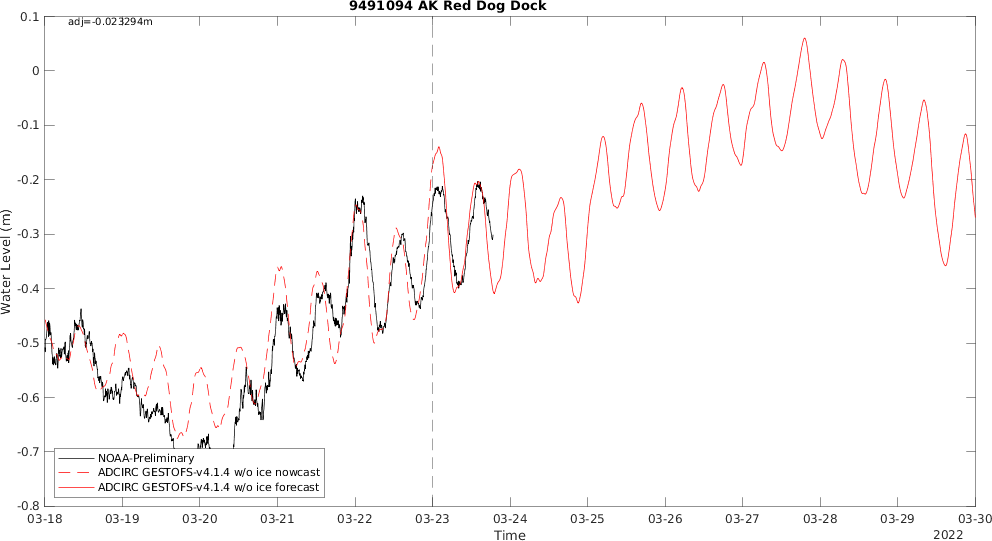 9491094 AK Red Dog Dock
adj=-0.023294m
0.1
0
-0.1
-0.2
-0.3
-0.4
-0.5
-0.6
-0.7
-0.8
Water Level (m)
NOAA-Preliminary
ADCIRC GESTOFS-v4.1.4 w/o ice nowcast
ADCIRC GESTOFS-v4.1.4 w/o ice forecast
03-18 03-19 03-20 03-21 03-22 03-23 03-24 03-25 03-26 03-27 03-28 03-29 03-30
Time
2022